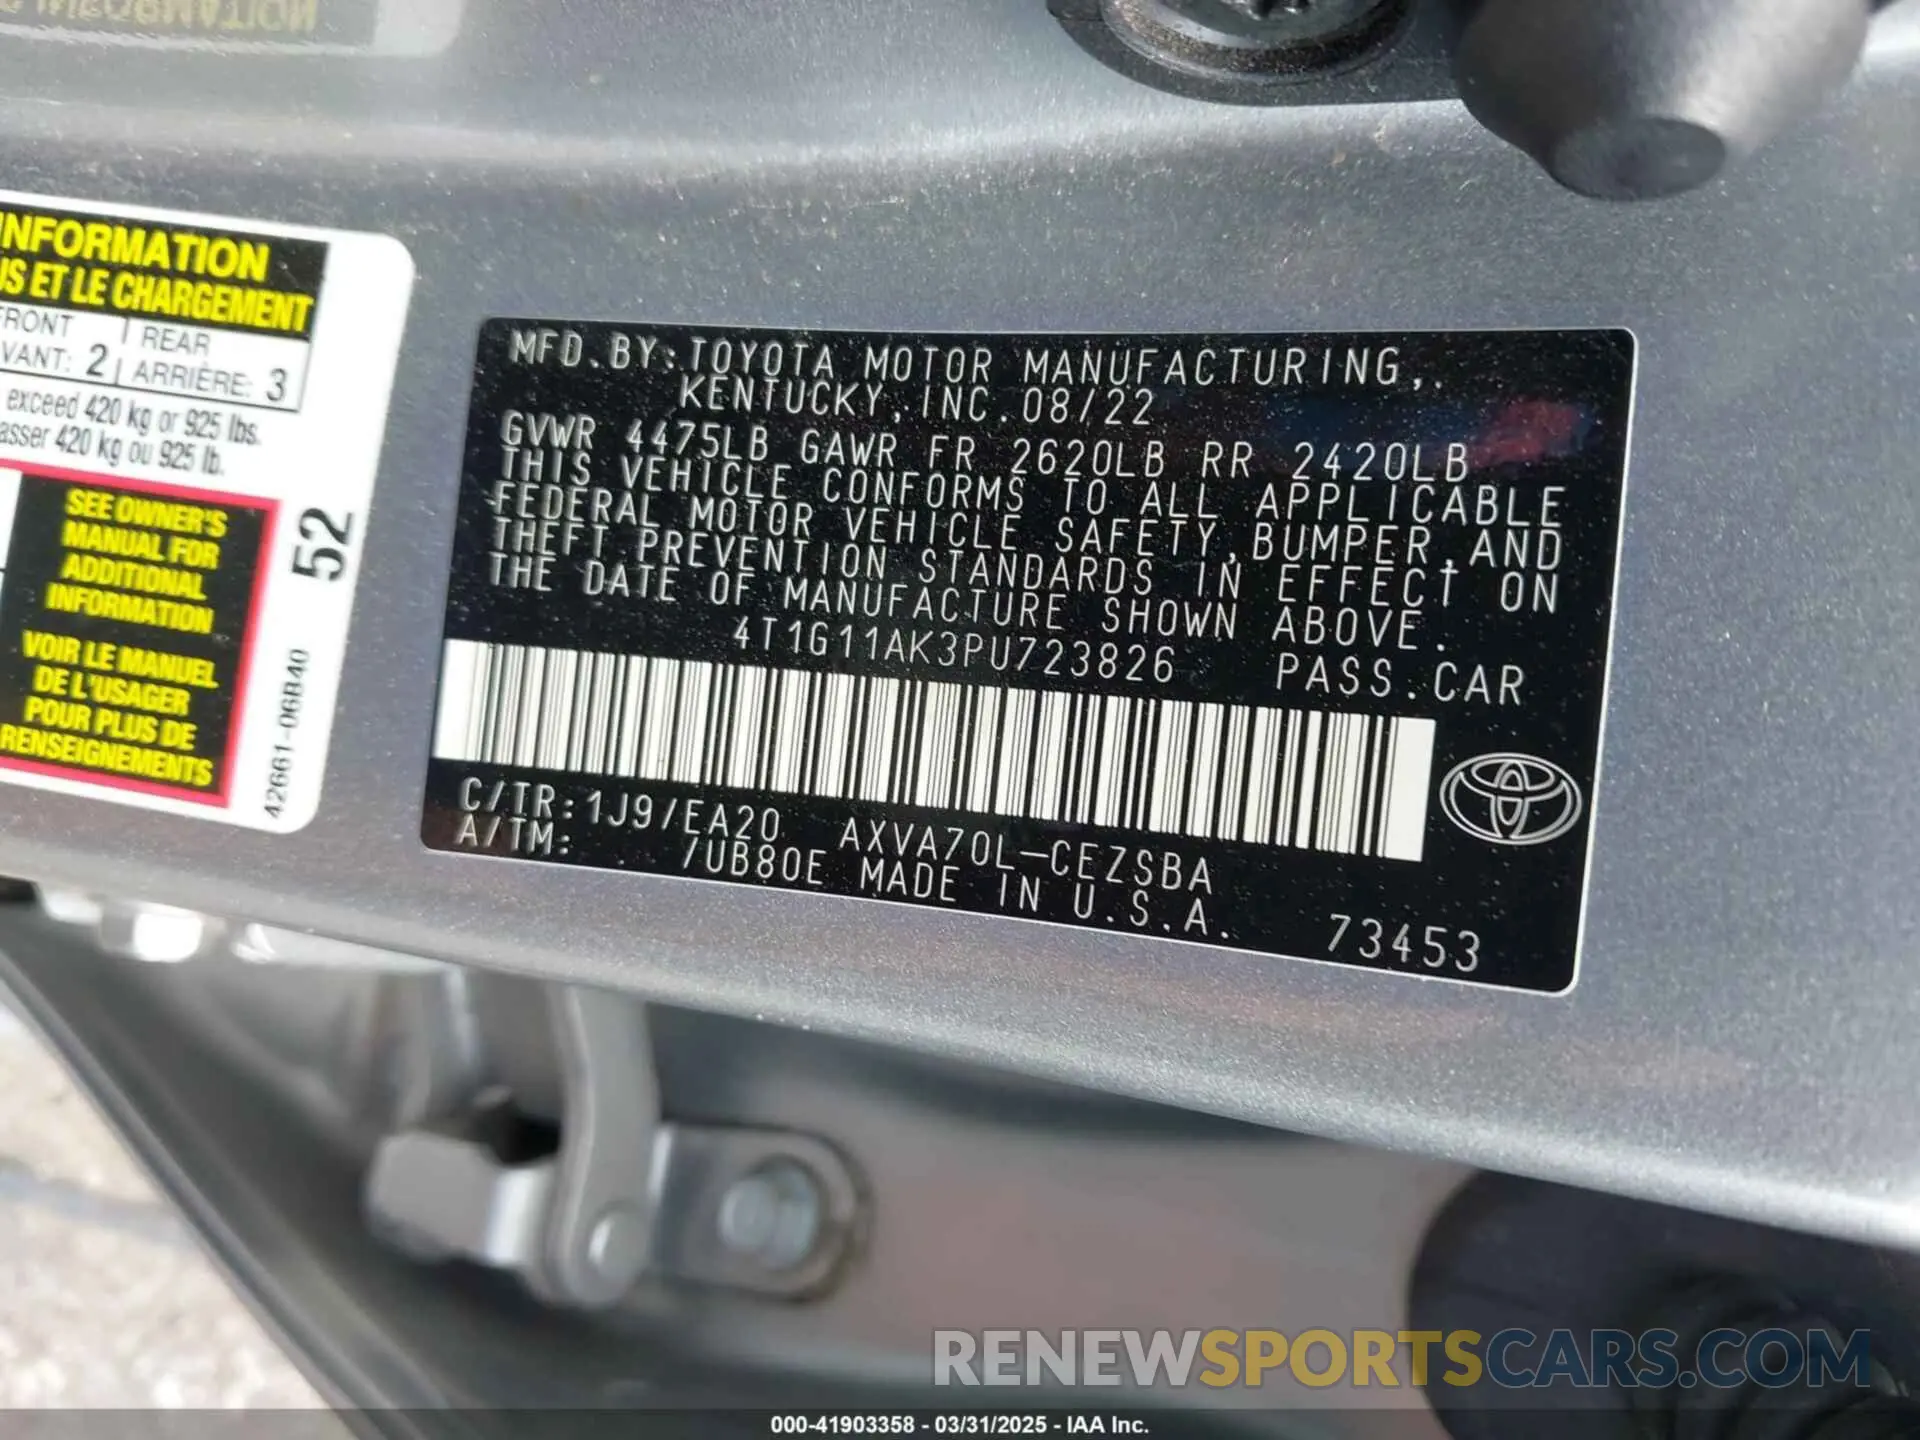 INFORMATION
US ET LE CHARGEMENT
FRONT | REAR
VANT: 2 | ARRIÈRE: 3
exceed 420 kg or 925 lbs.
asser 420 kg ou 925 lb.
SEE OWNER'S
MANUAL FOR
ADDITIONAL
INFORMATION
VOIR LE MANUEL
DE L'USAGER
POUR PLUS DE
RENSEIGNEMENTS
52
42661-06B40
MFD.BY:TOYOTA MOTOR MANUFACTURING,.
KENTUCKY,INC.08/22
GVWR 4475LB GAWR FR 2620LB RR 2420LB
THIS VEHICLE CONFORMS TO ALL APPLICABLE
FEDERAL MOTOR VEHICLE SAFETY,BUMPER,AND
THEFT PREVENTION STANDARDS IN EFFECT ON
THE DATE OF MANUFACTURE SHOWN ABOVE.
4T1G11AK3PU723826 PASS.CAR
C/TR:1J9/EA20 AXVA70L-CEZSBA
A/TM: 7UB80E MADE IN U.S.A.
73453
RENEWSPORTSCARS.COM
000-41903358 - 03/31/2025 - IAA Inc.